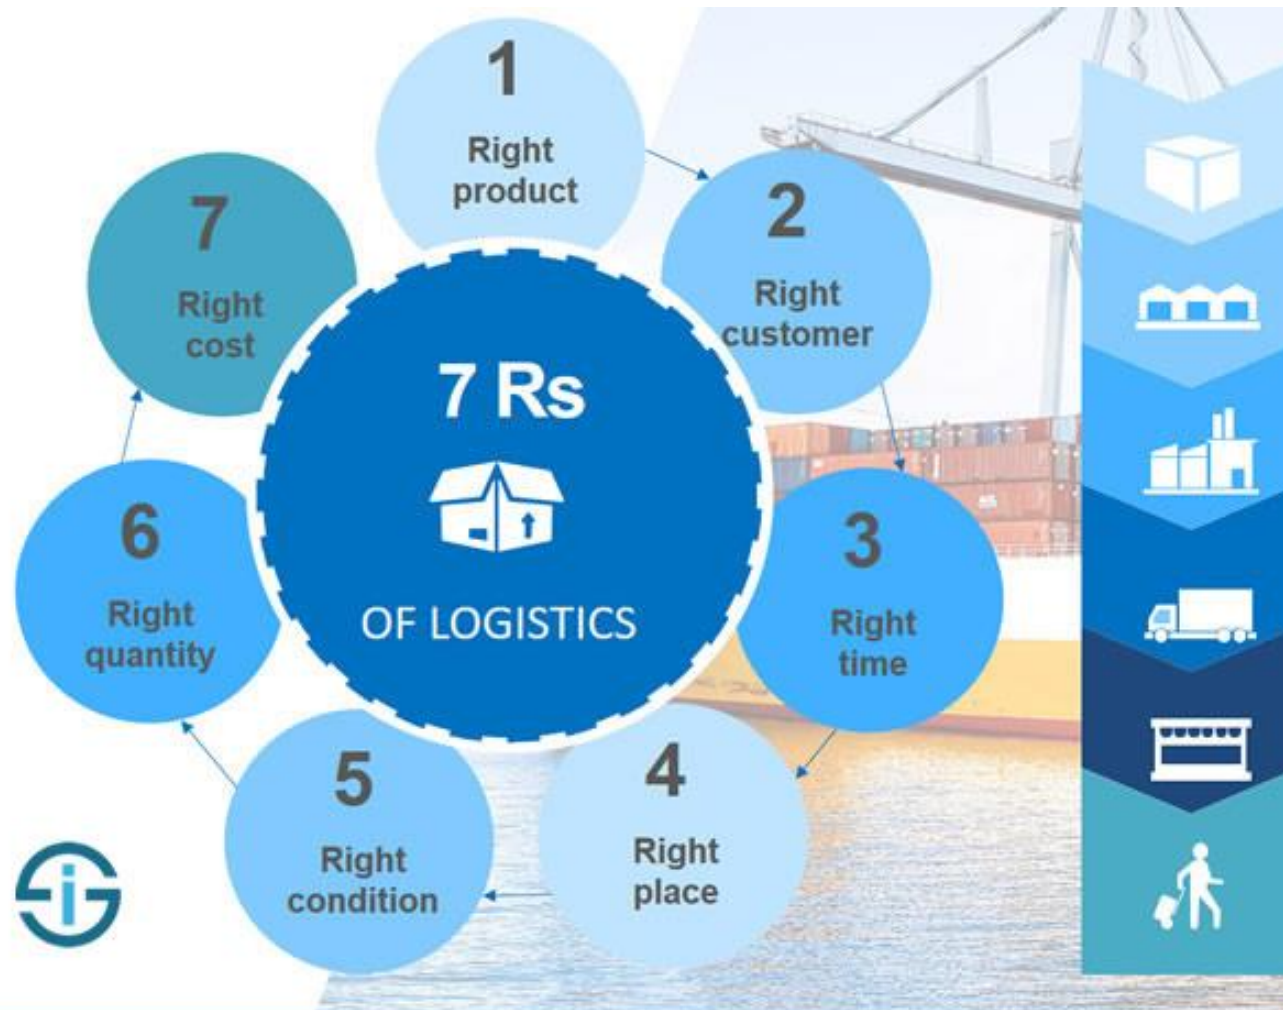 1
Right
product
2
Right
customer
3
Right
time
4
Right
place
5
Right
condition
6
Right
quantity
7
Right
cost
7 Rs
OF LOGISTICS
i